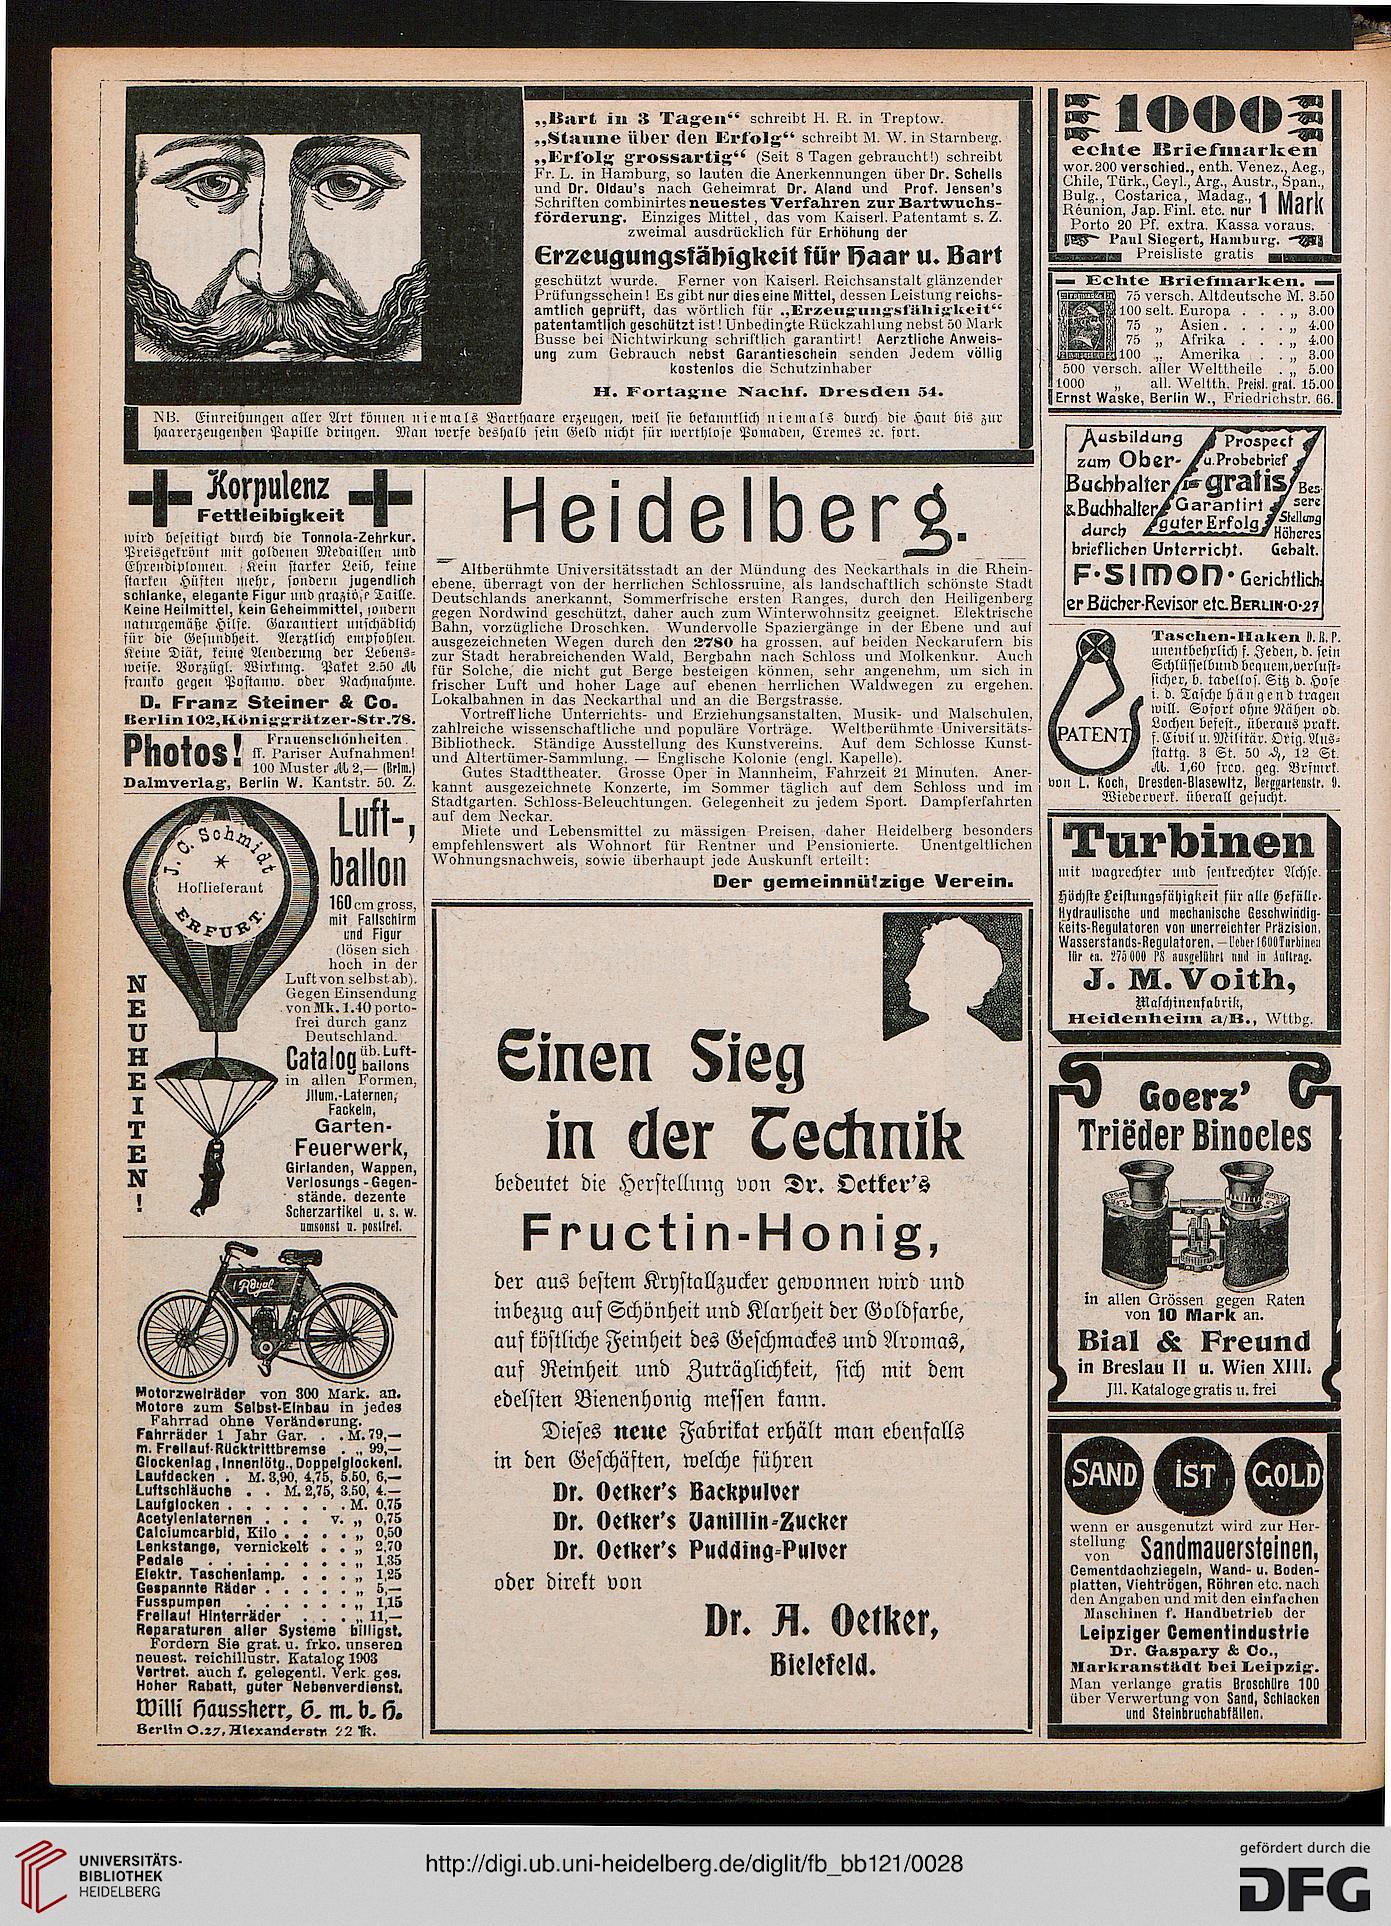 „Bart in 3 Tagen“ schreibt H. R. in Treptow.
„Staune über den Erfolg“ schreibt M. W. in Starnberg.
„Erfolg grossartig“ (Seit 8 Tagen gebraucht!) schreibt
Fr. L. in Hamburg, so lauten die Anerkennungen über Dr. Schells
und Dr. Oldau's nach Geheimrat Dr. Aland und Prof. Jensen's
Schriften combinirtes neuestes Verfahren zur Bartwuchs-
förderung. Einziges Mittel, das vom Kaiserl. Patentamt s. Z.
zweimal ausdrücklich für Erhöhung der
Erzeugungsfähigkeit für Haar u. Bart
geschützt wurde. Ferner von Kaiserl. Reichsanstalt glänzender
Prüfungsschein! Es gibt nur dies eine Mittel, dessen Leistung reichs-
amtlich geprüft, das wörtlich für „Erzeugungsfähigkeit“
patentamtlich geschützt ist! Unbedingte Rückzahlung nebst 50 Mark
Busse bei Nichtwirkung schriftlich garantirt! Aerztliche Anweis-
ung zum Gebrauch nebst Garantieschein senden Jedem völlig
kostenlos die Schutzinhaber
H. Fortagne Nachf. Dresden 54.
NB. Einreibungen aller Art können niemals Barthaare erzeugen, weil sie bekanntlich niemals durch die Haut bis zur
haarerzeugenden Papille dringen. Man werfe deshalb sein Geld nicht für werthlose Pomaden, Cremes ꝛc. fort.
Korpulenz
Fettleibigkeit
wird beseitigt durch die Tonnola-Zehrkur.
Preisgekrönt mit goldenen Medaillen und
Ehrendiplomen. Kein starker Leib, keine
starken Hüften mehr, sondern jugendlich
schlanke, elegante Figur und graziöse Taille.
Keine Heilmittel, kein Geheimmittel, sondern
naturgemäße Hilfe. Garantiert unschädlich
für die Gesundheit. Aerztlich empfohlen.
Keine Diät, keine Aenderung der Lebens-
weise. Vorzügl. Wirkung. Paket 2.50 ℳ
franko gegen Postanw. oder Nachnahme.
D. Franz Steiner & Co.
Berlin 102, Königgrätzer-Str. 78.
Photos!
Frauenschönheiten
ff. Pariser Aufnahmen!
100 Muster ℳ 2,— (Brfm.)
Dalmverlag, Berlin W. Kantstr. 50. Z.
J. C. Schmidt
*
Hoflieferant
ERFURT.
NEUHEITEN!
Luft-,
ballon
160 cm gross,
mit Fallschirm
und Figur
(lösen sich
hoch in der
Luft von selbst ab).
Gegen Einsendung
von Mk. 1.40 porto-
frei durch ganz
Deutschland.
Catalog üb. Luft-
ballons
in allen Formen,
Jllum.-Laternen,
Fackeln,
Garten-
Feuerwerk,
Girlanden, Wappen,
Verlosungs-Gegen-
stände. dezente
Scherzartikel u. s. w.
umsonst u. postfrei.
Royal
Motorzweiräder von 300 Mark. an.
Motore zum Selbst-Einbau in jedes
Fahrrad ohne Veränderung.
Fahrräder 1 Jahr Gar. . . M. 79,—
m. Freilauf-Rücktrittbremse . „ 99,—
Glockenlag, Innenlötg., Doppelglockenl.
Laufdecken . M. 3,90, 4,75, 5,50, 6,—
Luftschläuche . . M. 2,75, 3.50, 4.—
Laufglocken . . . . . . . M. 0,75
Acetylenlaternen . . . v. „ 0,75
Calciumcarbid, Kilo . . . . „ 0,50
Lenkstange, vernickelt . . „ 2,70
Pedale . . . . . . . . „ 1,35
Elektr. Taschenlamp. . . . „ 1,25
Gespannte Räder . . . . . „ 5,—
Fusspumpen . . . . . . „ 1,15
Freilauf Hinterräder . . . „ 11,—
Reparaturen aller Systeme billigst.
Fordern Sie grat. u. frko. unseren
neuest. reichillustr. Katalog 1903
Vertret. auch f. gelegentl. Verk. ges.
Hoher Rabatt, guter Nebenverdienst.
Willi Haussherr, G. m. b. H.
Berlin O.27, Alexanderstr. 22 K.
Heidelberg.
Altberühmte Universitätsstadt an der Mündung des Neckarthals in die Rhein-
ebene, überragt von der herrlichen Schlossruine, als landschaftlich schönste Stadt
Deutschlands anerkannt, Sommerfrische ersten Ranges, durch den Heiligenberg
gegen Nordwind geschützt, daher auch zum Winterwohnsitz geeignet. Elektrische
Bahn, vorzügliche Droschken. Wundervolle Spaziergänge in der Ebene und auf
ausgezeichneten Wegen durch den 2780 ha grossen, auf beiden Neckarufern bis
zur Stadt herabreichenden Wald, Bergbahn nach Schloss und Molkenkur. Auch
für Solche, die nicht gut Berge besteigen können, sehr angenehm, um sich in
frischer Luft und hoher Lage auf ebenen herrlichen Waldwegen zu ergehen.
Lokalbahnen in das Neckarthal und an die Bergstrasse.
Vortreffliche Unterrichts- und Erziehungsanstalten, Musik- und Malschulen,
zahlreiche wissenschaftliche und populäre Vorträge. Weltberühmte Universitäts-
Bibliotheck. Ständige Ausstellung des Kunstvereins. Auf dem Schlosse Kunst-
und Altertümer-Sammlung. — Englische Kolonie (engl. Kapelle).
Gutes Stadttheater. Grosse Oper in Mannheim, Fahrzeit 21 Minuten. Aner-
kannt ausgezeichnete Konzerte, im Sommer täglich auf dem Schloss und im
Stadtgarten. Schloss-Beleuchtungen. Gelegenheit zu jedem Sport. Dampferfahrten
auf dem Neckar.
Miete und Lebensmittel zu mässigen Preisen, daher Heidelberg besonders
empfehlenswert als Wohnort für Rentner und Pensionierte. Unentgeltlichen
Wohnungsnachweis, sowie überhaupt jede Auskunft erteilt:
Der gemeinnützige Verein.
Einen Sieg
in der Technik
bedeutet die Herstellung von Dr. Oetker's
Fructin-Honig,
der aus bestem Krystallzucker gewonnen wird und
inbezug auf Schönheit und Klarheit der Goldfarbe,
auf köstliche Feinheit des Geschmackes und Aromas,
auf Reinheit und Zuträglichkeit, sich mit dem
edelsten Bienenhonig messen kann.
Dieses neue Fabrikat erhält man ebenfalls
in den Geschäften, welche führen
Dr. Oetker's Backpulver
Dr. Oetker's Vanillin-Zucker
Dr. Oetker's Pudding-Pulver
oder direkt von
Dr. A. Oetker,
Bielefeld.
1000
echte Briefmarken
wor. 200 verschied., enth. Venez., Aeg.,
Chile, Türk., Ceyl., Arg., Austr., Span.,
Bulg., Costarica, Madag.,
Réunion, Jap. Finl. etc. nur 1 Mark
Porto 20 Pf. extra. Kassa voraus.
Paul Siegert, Hamburg.
Preisliste gratis
Echte Briefmarken.
75 versch. Altdeutsche M. 3.50
100 selt. Europa . . . „ 3.00
75 „ Asien . . . . „ 4.00
75 „ Afrika . . . „ 4.00
100 „ Amerika . . „ 3.00
500 versch. aller Welttheile . „ 5.00
1000 „ all. Weltth. Preisl. grat. 15.00
Ernst Waske, Berlin W., Friedrichstr. 66.
Ausbildung
zum Ober-
Buchhalter
& Buchhalter
durch
Prospect
u. Probebrief
gratis
Garantirt
guter Erfolg
Bes-
sere
Stellung
Höheres
brieflichen Unterricht. Gehalt.
F. SIMON. Gerichtlich-
er Bücher-Revisor etc. BERLIN-O-27
PATENT
Taschen-Haken D. R. P.
unentbehrlich f. Jeden, d. sein
Schlüsselbund bequem, verlust-
sicher, b. tadellos. Sitz d. Hose
i. d. Tasche hängend tragen
will. Sofort ohne Nähen od.
Lochen befest., überaus prakt.
f. Civil u. Militär. Orig. Aus-
stattg. 3 St. 50 ₰, 12 St.
ℳ. 1,60 frco. geg. Brfmrk.
von L. Koch, Dresden-Blasewitz, Berggartenstr. 9.
Wiederverk. überall gesucht.
Turbinen
mit wagrechter und senkrechter Achse.
Höchste Leistungsfähigkeit für alle Gefälle.
Hydraulische und mechanische Geschwindig-
keits-Regulatoren von unerreichter Präzision,
Wasserstands-Regulatoren. — Ueber 1600 Turbinen
für ca. 275 000 PS ausgeführt und in Auftrag.
J. M. Voith,
Maschinenfabrik,
Heidenheim a/B., Wttbg.
Goerz'
Triëder Binocles
in allen Grössen gegen Raten
von 10 Mark an.
Bial & Freund
in Breslau II u. Wien XIII.
Jll. Kataloge gratis u. frei
SAND IST GOLD
wenn er ausgenutzt wird zur Her-
stellung von Sandmauersteinen,
Cementdachziegeln, Wand- u. Boden-
platten, Viehtrögen, Röhren etc. nach
den Angaben und mit den einfachen
Maschinen f. Handbetrieb der
Leipziger Cementindustrie
Dr. Gaspary & Co.,
Markranstädt bei Leipzig.
Man verlange gratis Broschüre 100
über Verwertung von Sand, Schlacken
und Steinbruchabfällen.
UNIVERSITÄTS-
BIBLIOTHEK
HEIDELBERG
http://digi.ub.uni-heidelberg.de/diglit/fb_bb121/0028
gefördert durch die
DFG